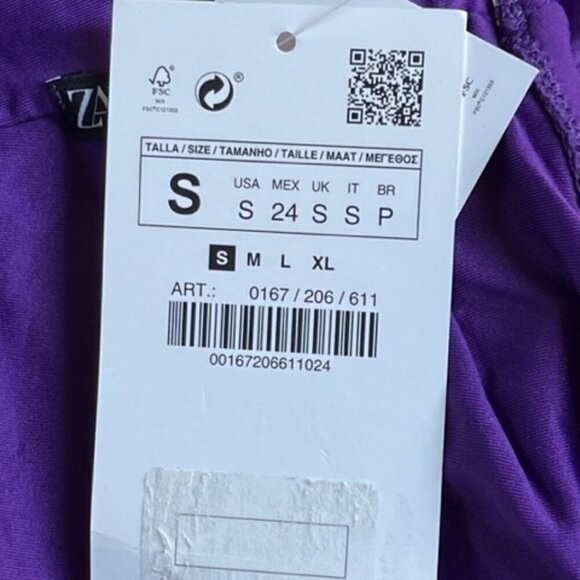 FSC
MIX
FSC® C121353
ZA
TALLA / SIZE / TAMANHO / TAILLE / MAAT / ΜΕΓΕΘΟΣ
S
USA MEX UK IT BR
S 24 S S P
S M L XL
ART.: 0167 / 206 / 611
00167206611024